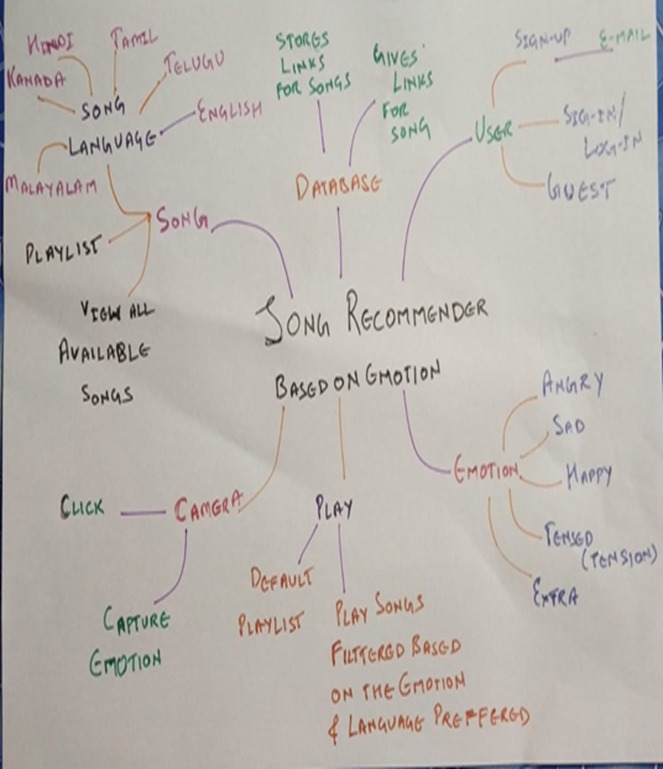 HINDI
TAMIL
KANADA
TELUGU
SONG
LANGUAGE
ENGLISH
MALAYALAM
SONG
PLAYLIST
VIEW ALL
AVAILABLE
SONGS
STORES
LINKS
FOR SONGS
GIVES
LINKS
FOR
SONG
DATABASE
USER
SIGN-UP
E-MAIL
SIGN-IN/
LOG-IN
GUEST
SONG RECOMMENDER
BASED ON EMOTION
EMOTION
ANGRY
SAD
HAPPY
TENSED
(TENSION)
EXTRA
CLICK
CAMERA
CAPTURE
EMOTION
PLAY
DEFAULT
PLAYLIST
PLAY SONGS
FILTERED BASED
ON THE EMOTION
& LANGUAGE PREFFERED